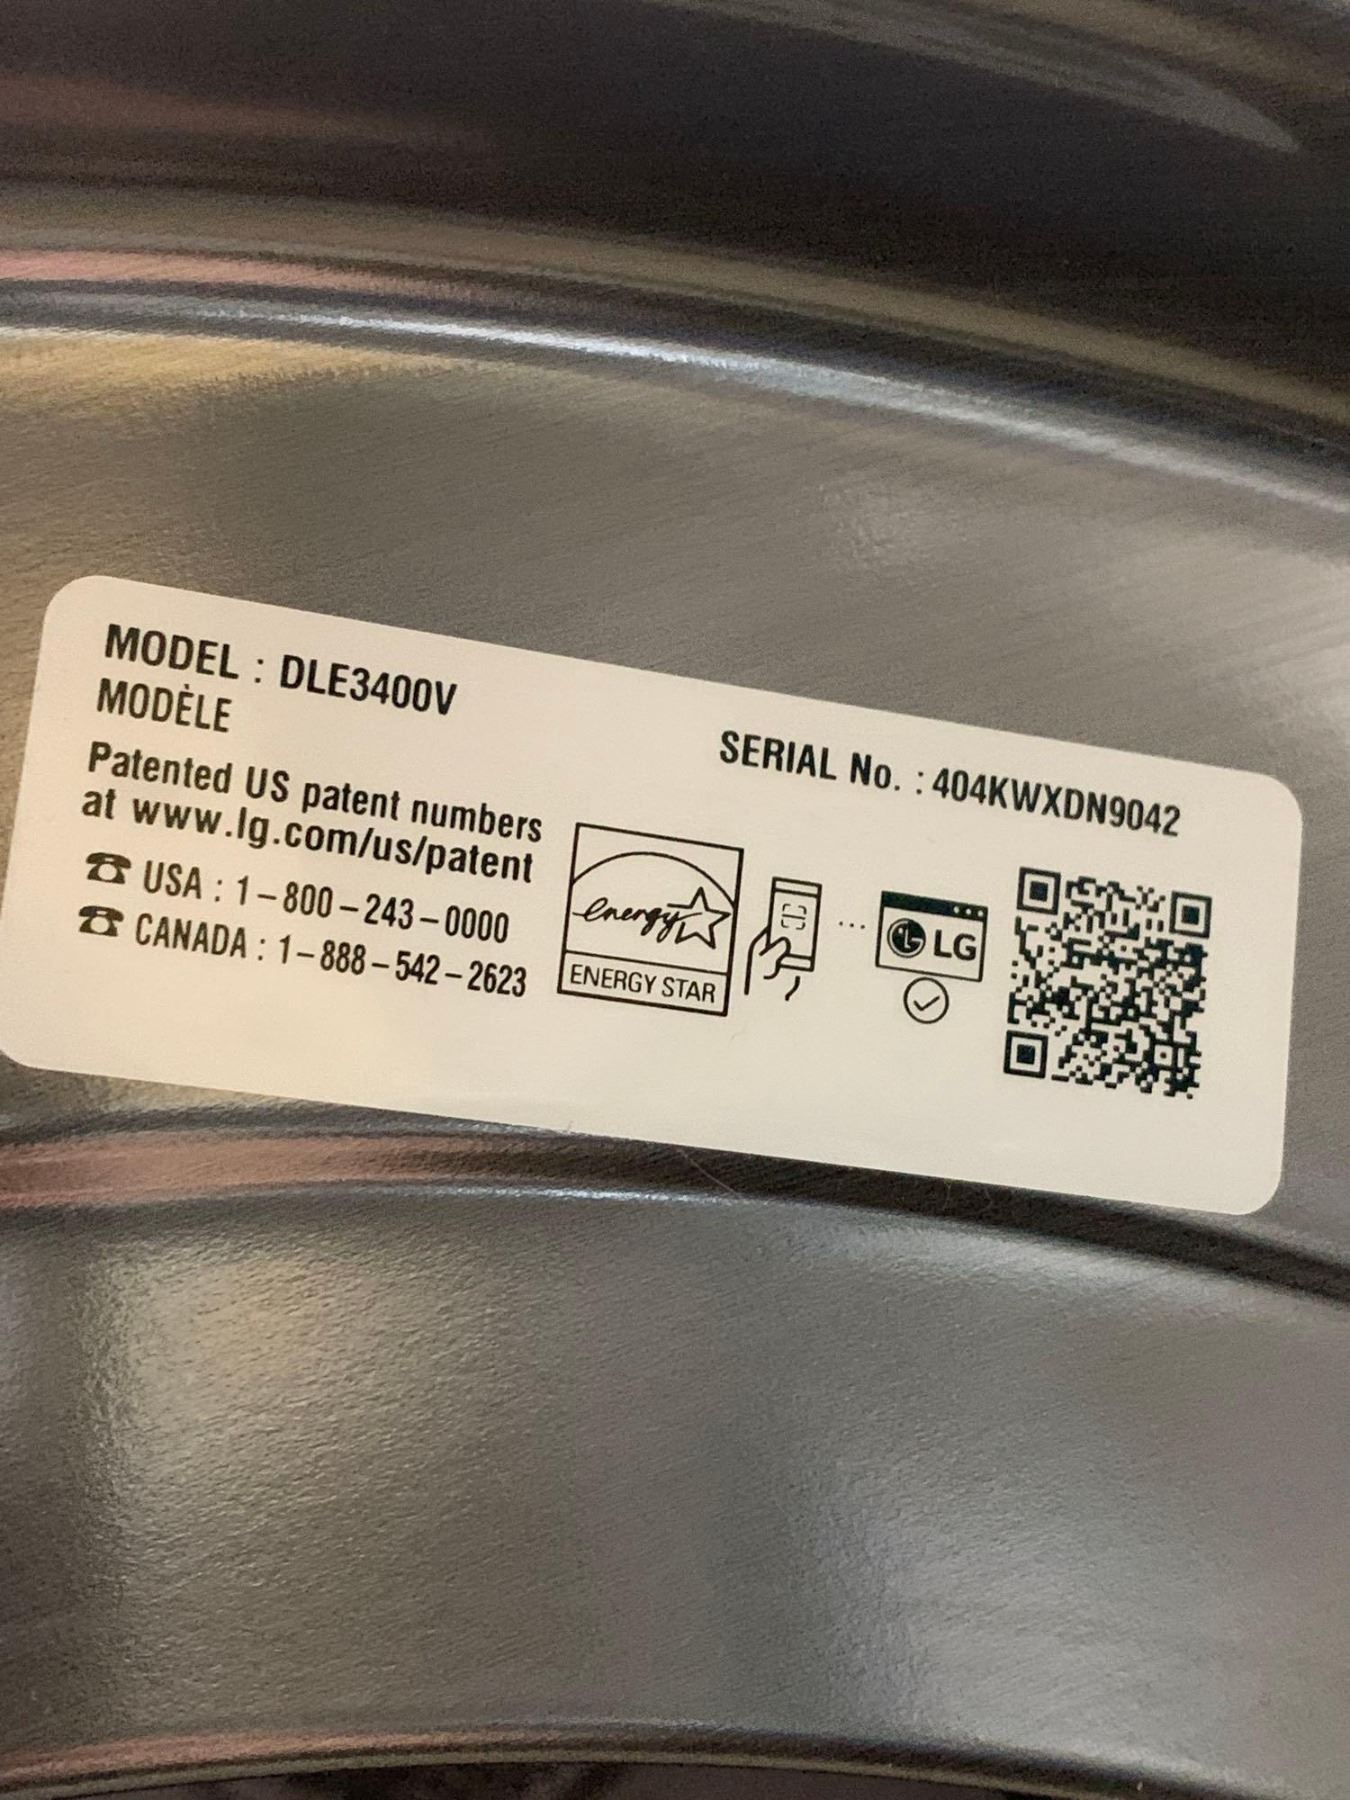 MODEL : DLE3400V
MODÈLE
SERIAL No. : 404KWXDN9042
Patented US patent numbers
at www.lg.com/us/patent
☎ USA : 1-800-243-0000
☎ CANADA : 1-888-542-2623
energy
ENERGY STAR
LG